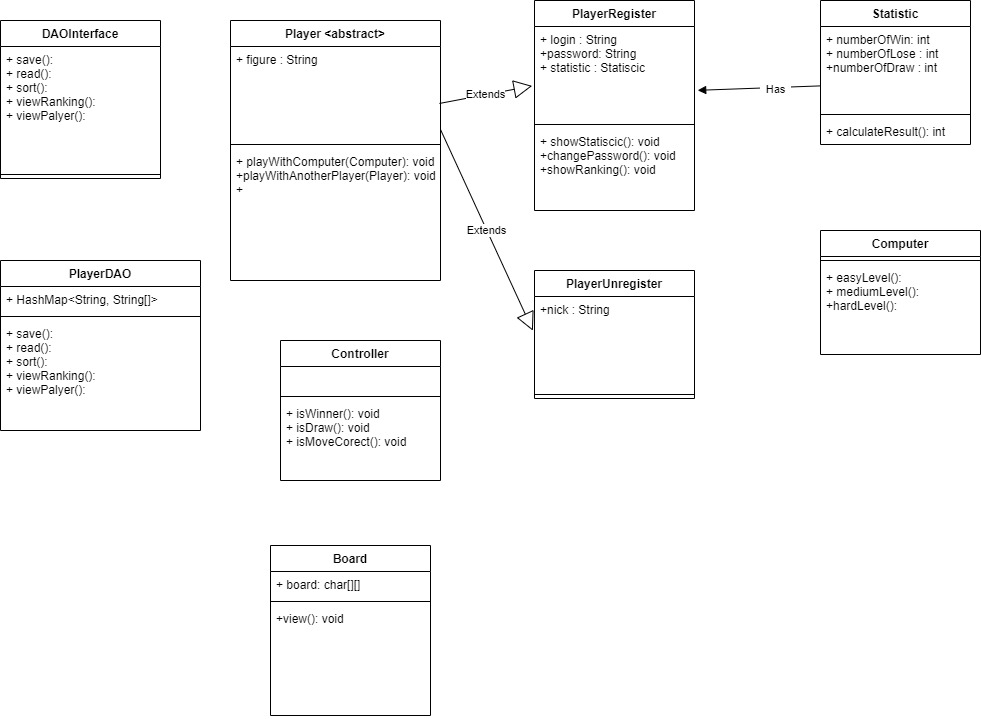 DAOInterface
+ save():
+ read():
+ sort():
+ viewRanking():
+ viewPalyer():
Player <abstract>
+ figure : String
+ playWithComputer(Computer): void
+playWithAnotherPlayer(Player): void
+
Extends
Extends
PlayerRegister
+ login : String
+password: String
+ statistic : Statiscic
+ showStatiscic(): void
+changePassword(): void
+showRanking(): void
Has
Statistic
+ numberOfWin: int
+ numberOfLose : int
+numberOfDraw : int
+ calculateResult(): int
PlayerDAO
+ HashMap<String, String[]>
+ save():
+ read():
+ sort():
+ viewRanking():
+ viewPalyer():
Controller
+ isWinner(): void
+ isDraw(): void
+ isMoveCorect(): void
PlayerUnregister
+nick : String
Computer
+ easyLevel():
+ mediumLevel():
+hardLevel():
Board
+ board: char[][]
+view(): void